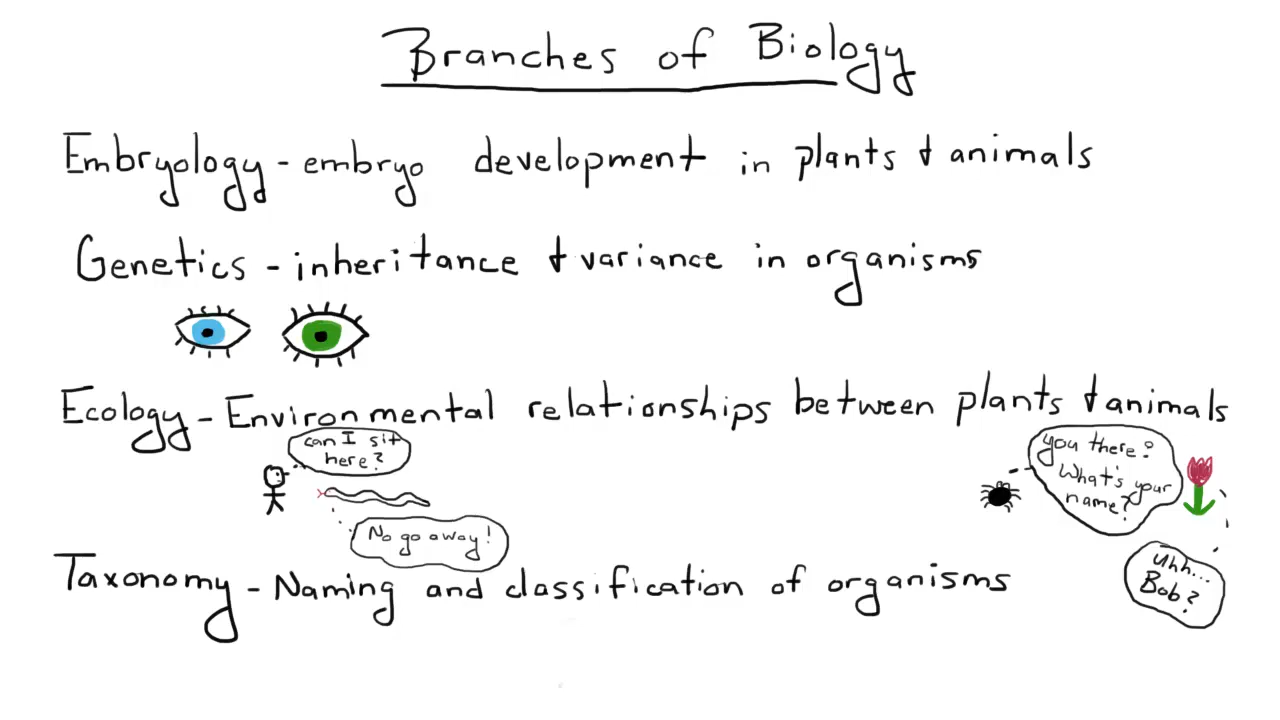 Branches of Biology
Embryology - embryo development in plants & animals
Genetics - inheritance & variance in organisms
Ecology - Environmental relationships between plants & animals
can I sit
here?
No go away!
you there?
What's your
name?
Uhh...
Bob?
Taxonomy - Naming and classification of organisms